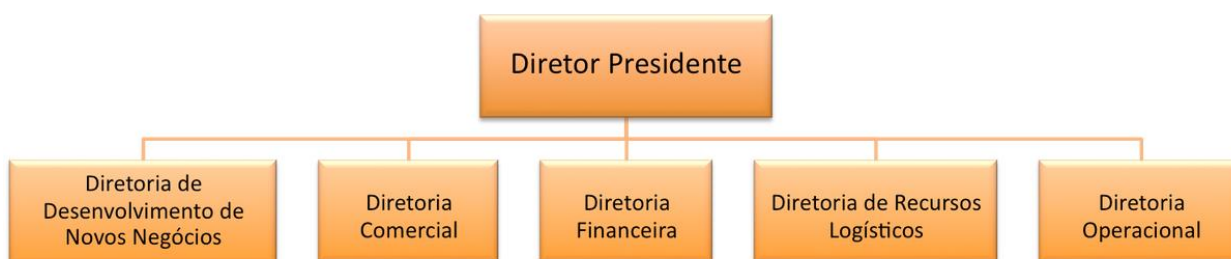 Diretor Presidente
Diretoria de
Desenvolvimento de
Novos Negócios
Diretoria
Comercial
Diretoria
Financeira
Diretoria de Recursos
Logísticos
Diretoria
Operacional